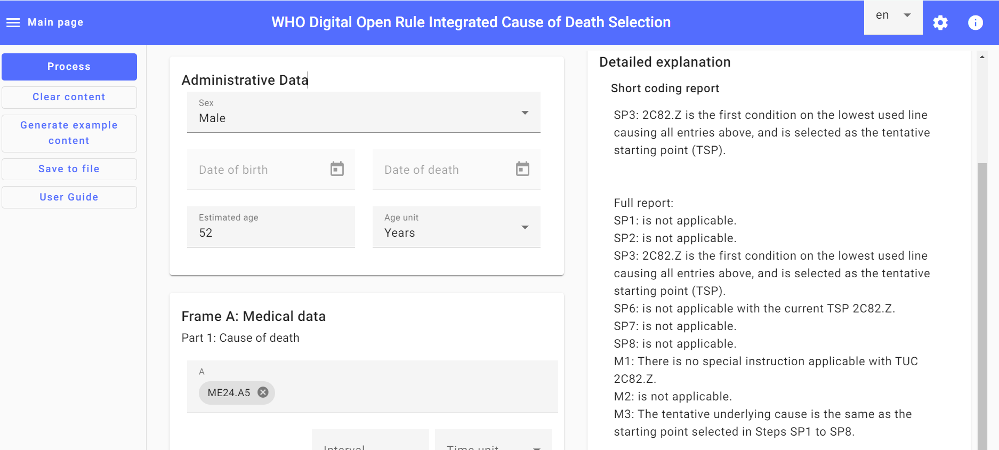 Main page
WHO Digital Open Rule Integrated Cause of Death Selection
en
Process
Clear content
Generate example
content
Save to file
User Guide
Administrative Data
Sex
Male
Date of birth
Date of death
Estimated age
52
Age unit
Years
Frame A: Medical data
Part 1: Cause of death
A
ME24.A5
Interval
Time unit
Detailed explanation
Short coding report
SP3: 2C82.Z is the first condition on the lowest used line
causing all entries above, and is selected as the tentative
starting point (TSP).
Full report:
SP1: is not applicable.
SP2: is not applicable.
SP3: 2C82.Z is the first condition on the lowest used line
causing all entries above, and is selected as the tentative
starting point (TSP).
SP6: is not applicable with the current TSP 2C82.Z.
SP7: is not applicable.
SP8: is not applicable.
M1: There is no special instruction applicable with TUC
2C82.Z.
M2: is not applicable.
M3: The tentative underlying cause is the same as the
starting point selected in Steps SP1 to SP8.